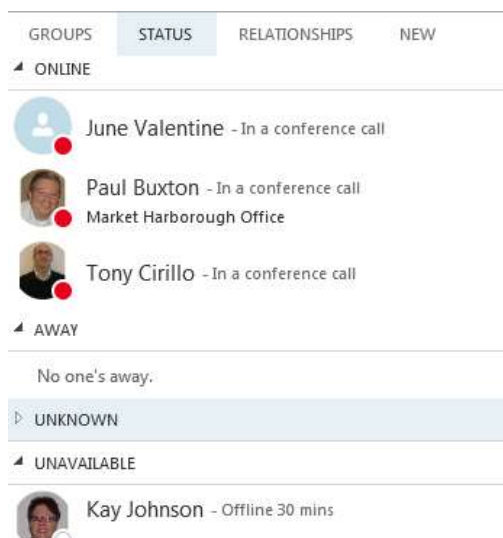 GROUPS STATUS RELATIONSHIPS NEW
ONLINE
June Valentine - In a conference call
Paul Buxton - In a conference call
Market Harborough Office
Tony Cirillo - In a conference call
AWAY
No one's away.
UNKNOWN
UNAVAILABLE
Kay Johnson - Offline 30 mins